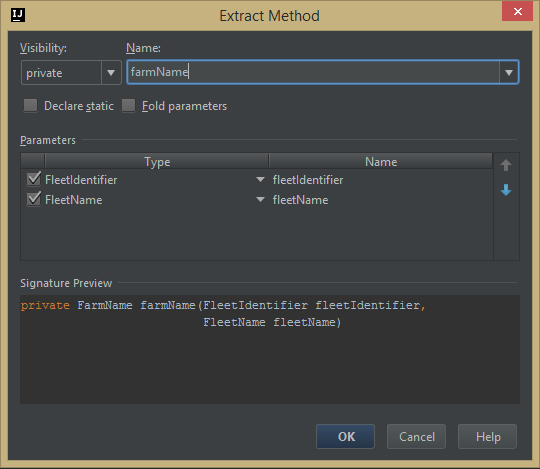 IJ
Extract Method
Visibility:
Name:
private
farmName
Declare static
Fold parameters
Parameters
Type
Name
FleetIdentifier
fleetIdentifier
FleetName
fleetName
Signature Preview
private FarmName farmName(FleetIdentifier fleetIdentifier,
FleetName fleetName)
OK
Cancel
Help